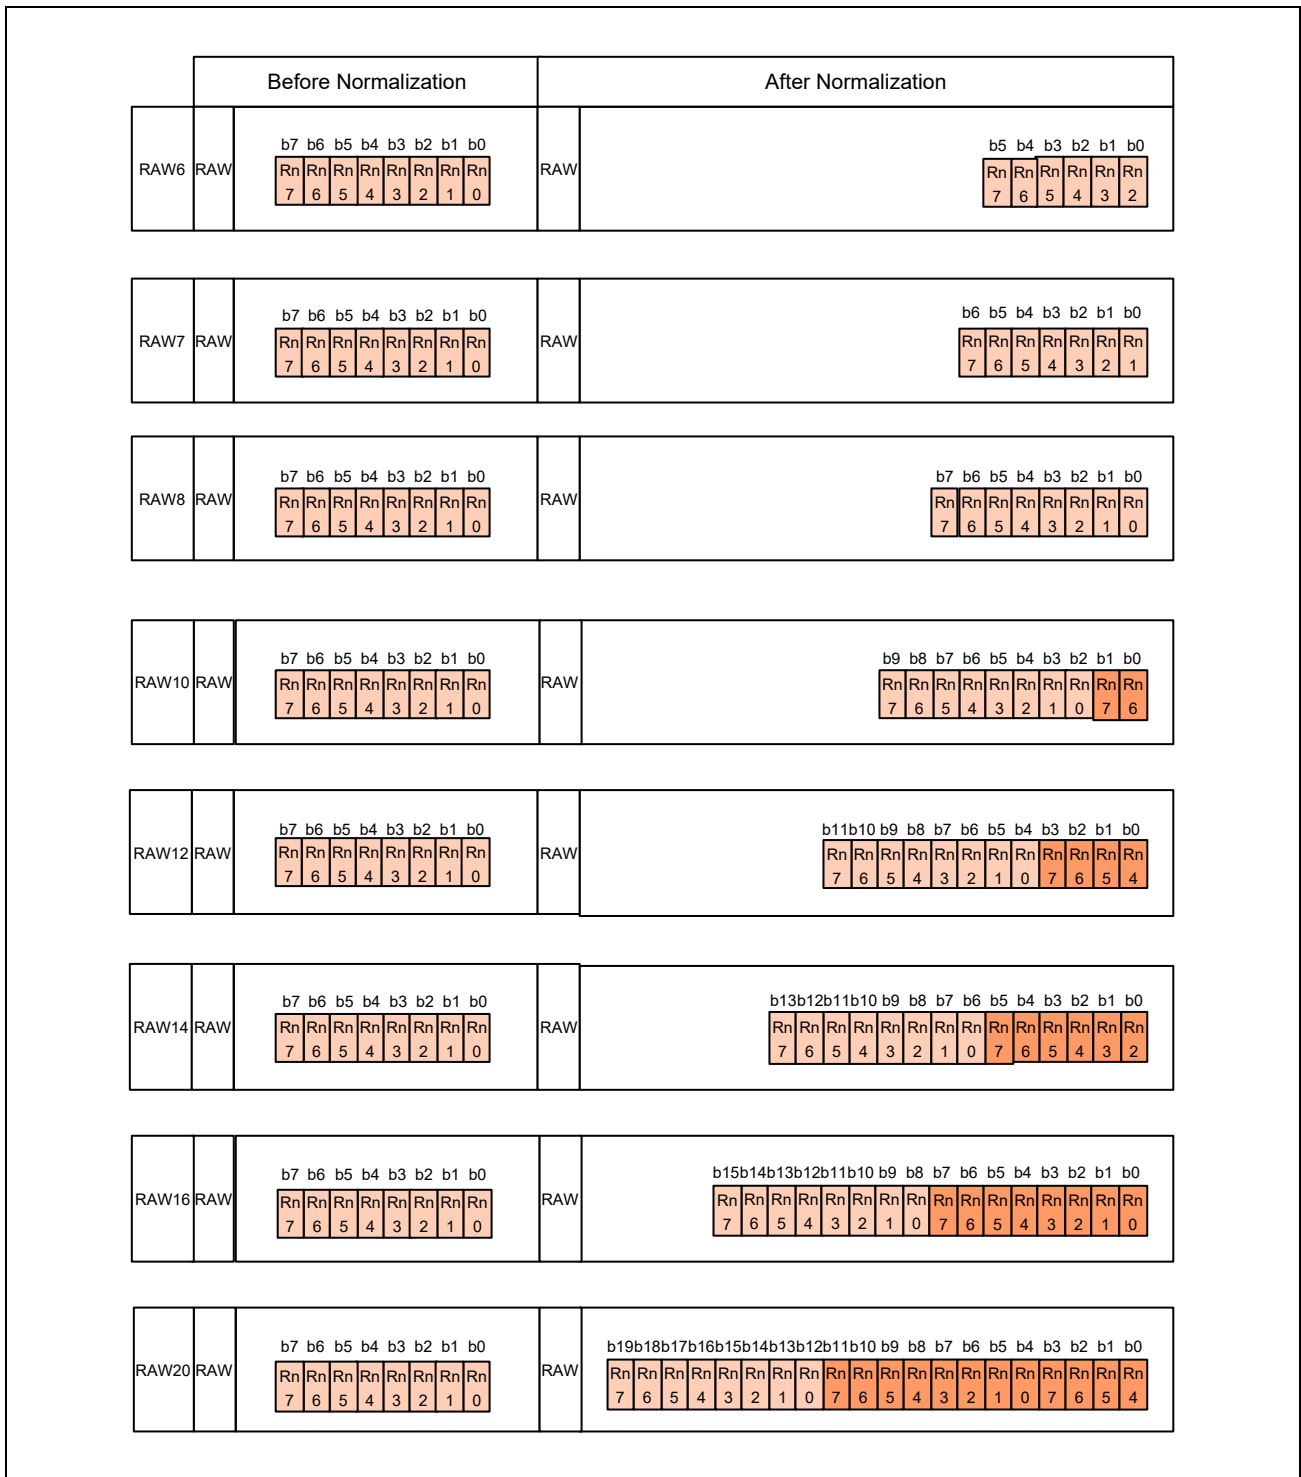 Before Normalization After Normalization
b7 b6 b5 b4 b3 b2 b1 b0 b5 b4 b3 b2 b1 b0
RAW6 RAW Rn Rn Rn Rn Rn Rn Rn Rn RAW Rn Rn Rn Rn Rn Rn
7 6 5 4 3 2 1 0 7 6 5 4 3 2
b7 b6 b5 b4 b3 b2 b1 b0 b6 b5 b4 b3 b2 b1 b0
RAW7 RAW Rn Rn Rn Rn Rn Rn Rn Rn RAW Rn Rn Rn Rn Rn Rn Rn
7 6 5 4 3 2 1 0 7 6 5 4 3 2 1
b7 b6 b5 b4 b3 b2 b1 b0 b7 b6 b5 b4 b3 b2 b1 b0
RAW8 RAW Rn Rn Rn Rn Rn Rn Rn Rn RAW Rn Rn Rn Rn Rn Rn Rn Rn
7 6 5 4 3 2 1 0 7 6 5 4 3 2 1 0
b7 b6 b5 b4 b3 b2 b1 b0 b9 b8 b7 b6 b5 b4 b3 b2 b1 b0
RAW10 RAW Rn Rn Rn Rn Rn Rn Rn Rn RAW Rn Rn Rn Rn Rn Rn Rn Rn Rn Rn
7 6 5 4 3 2 1 0 7 6 5 4 3 2 1 0 7 6
b7 b6 b5 b4 b3 b2 b1 b0 b11 b10 b9 b8 b7 b6 b5 b4 b3 b2 b1 b0
RAW12 RAW Rn Rn Rn Rn Rn Rn Rn Rn RAW Rn Rn Rn Rn Rn Rn Rn Rn Rn Rn Rn Rn
7 6 5 4 3 2 1 0 7 6 5 4 3 2 1 0 7 6 5 4
b7 b6 b5 b4 b3 b2 b1 b0 b13 b12 b11 b10 b9 b8 b7 b6 b5 b4 b3 b2 b1 b0
RAW14 RAW Rn Rn Rn Rn Rn Rn Rn Rn RAW Rn Rn Rn Rn Rn Rn Rn Rn Rn Rn Rn Rn Rn Rn
7 6 5 4 3 2 1 0 7 6 5 4 3 2 1 0 7 6 5 4 3 2
b7 b6 b5 b4 b3 b2 b1 b0 b15 b14 b13 b12 b11 b10 b9 b8 b7 b6 b5 b4 b3 b2 b1 b0
RAW16 RAW Rn Rn Rn Rn Rn Rn Rn Rn RAW Rn Rn Rn Rn Rn Rn Rn Rn Rn Rn Rn Rn Rn Rn Rn Rn
7 6 5 4 3 2 1 0 7 6 5 4 3 2 1 0 7 6 5 4 3 2 1 0
b7 b6 b5 b4 b3 b2 b1 b0 b19 b18 b17 b16 b15 b14 b13 b12 b11 b10 b9 b8 b7 b6 b5 b4 b3 b2 b1 b0
RAW20 RAW Rn Rn Rn Rn Rn Rn Rn Rn RAW Rn Rn Rn Rn Rn Rn Rn Rn Rn Rn Rn Rn Rn Rn Rn Rn Rn Rn Rn Rn
7 6 5 4 3 2 1 0 7 6 5 4 3 2 1 0 7 6 5 4 3 2 1 0 7 6 5 4